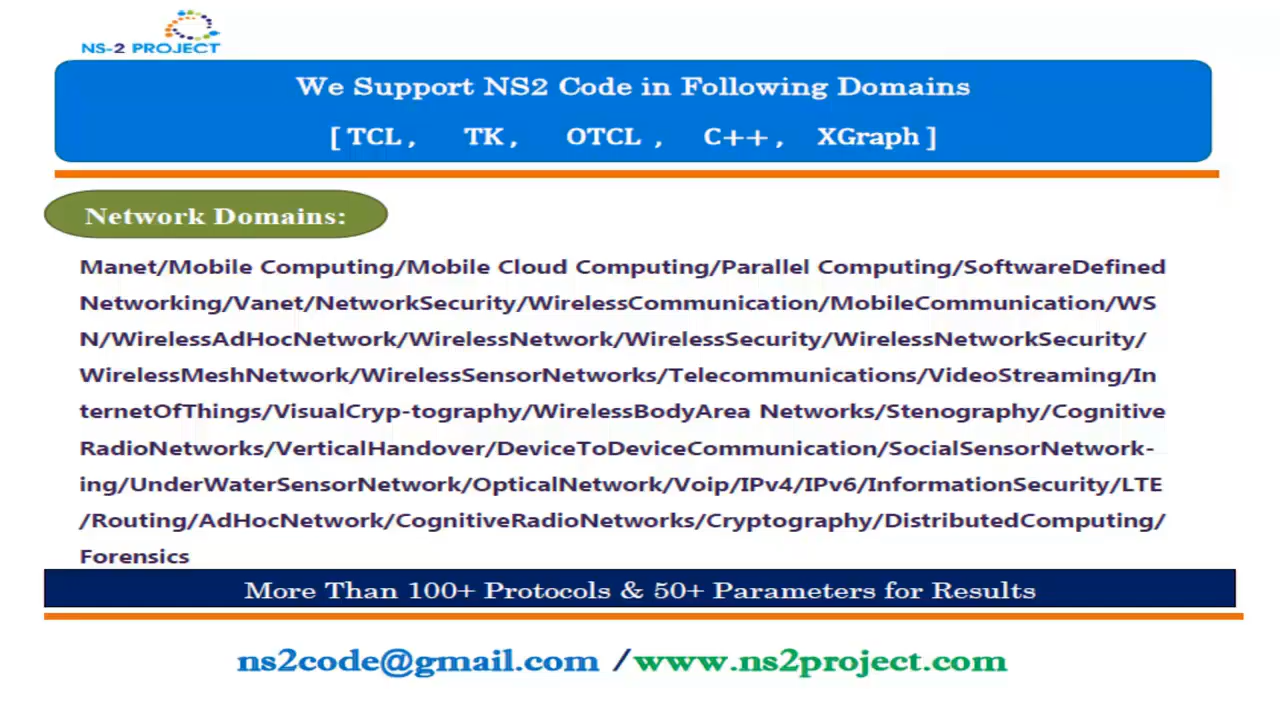 NS-2 PROJECT
We Support NS2 Code in Following Domains
[ TCL , TK , OTCL , C++ , XGraph ]
Network Domains:
Manet/Mobile Computing/Mobile Cloud Computing/Parallel Computing/SoftwareDefined
Networking/Vanet/NetworkSecurity/WirelessCommunication/MobileCommunication/WS
N/WirelessAdHocNetwork/WirelessNetwork/WirelessSecurity/WirelessNetworkSecurity/
WirelessMeshNetwork/WirelessSensorNetworks/Telecommunications/VideoStreaming/In
ternetOfThings/VisualCryp-tography/WirelessBodyArea Networks/Stenography/Cognitive
RadioNetworks/VerticalHandover/DeviceToDeviceCommunication/SocialSensorNetwork-
ing/UnderWaterSensorNetwork/OpticalNetwork/Voip/IPv4/IPv6/InformationSecurity/LTE
/Routing/AdHocNetwork/CognitiveRadioNetworks/Cryptography/DistributedComputing/
Forensics
More Than 100+ Protocols & 50+ Parameters for Results
ns2code@gmail.com /www.ns2project.com